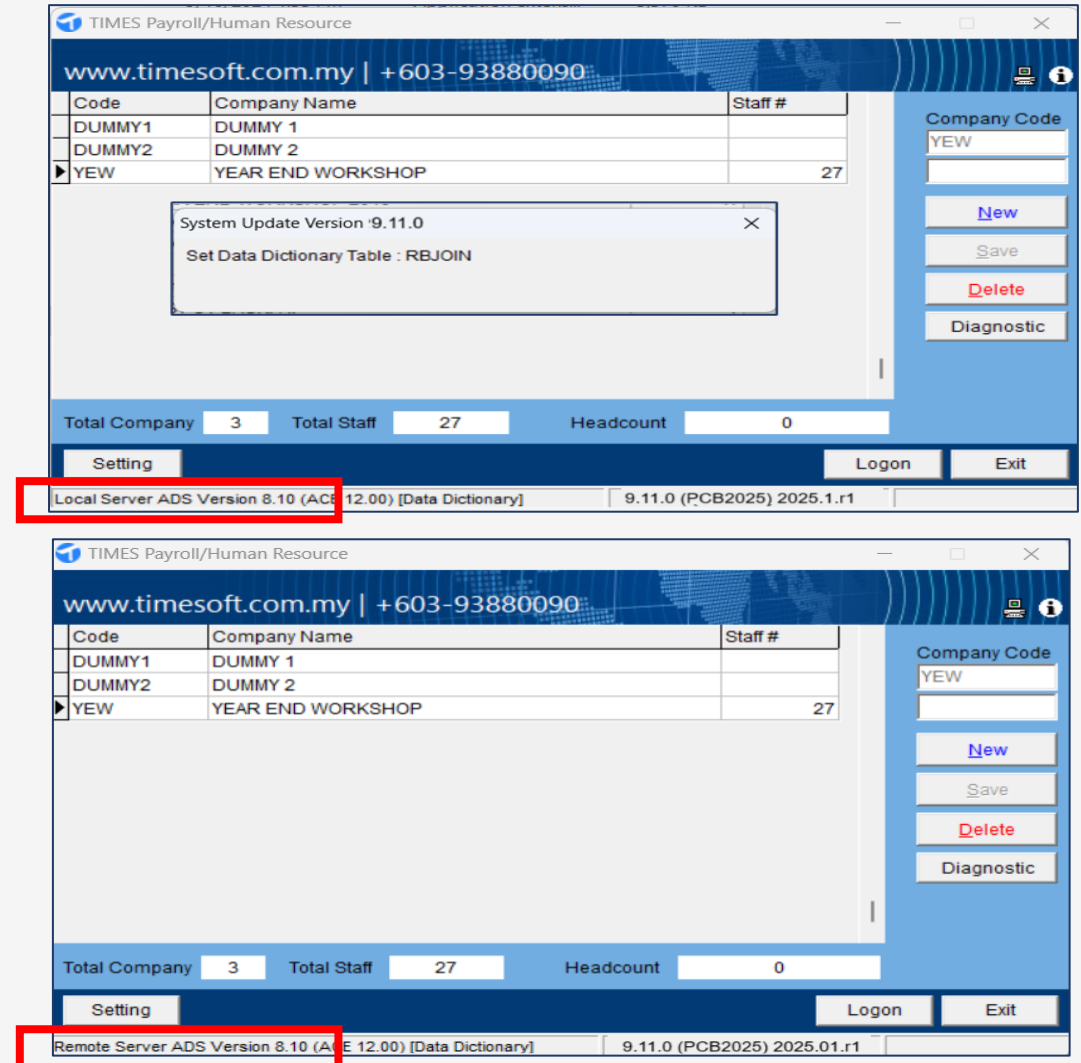 TIMES Payroll/Human Resource
www.timesoft.com.my | +603-93880090
Code Company Name Staff #
DUMMY1 DUMMY 1
DUMMY2 DUMMY 2
YEW YEAR END WORKSHOP 27
Company Code
YEW
System Update Version 9.11.0
Set Data Dictionary Table : RBJOIN
New
Save
Delete
Diagnostic
Total Company 3 Total Staff 27 Headcount 0
Setting Logon Exit
Local Server ADS Version 8.10 (ACE 12.00) [Data Dictionary] 9.11.0 (PCB2025) 2025.1.r1
TIMES Payroll/Human Resource
www.timesoft.com.my | +603-93880090
Code Company Name Staff #
DUMMY1 DUMMY 1
DUMMY2 DUMMY 2
YEW YEAR END WORKSHOP 27
Company Code
YEW
New
Save
Delete
Diagnostic
Total Company 3 Total Staff 27 Headcount 0
Setting Logon Exit
Remote Server ADS Version 8.10 (ACE 12.00) [Data Dictionary] 9.11.0 (PCB2025) 2025.01.r1